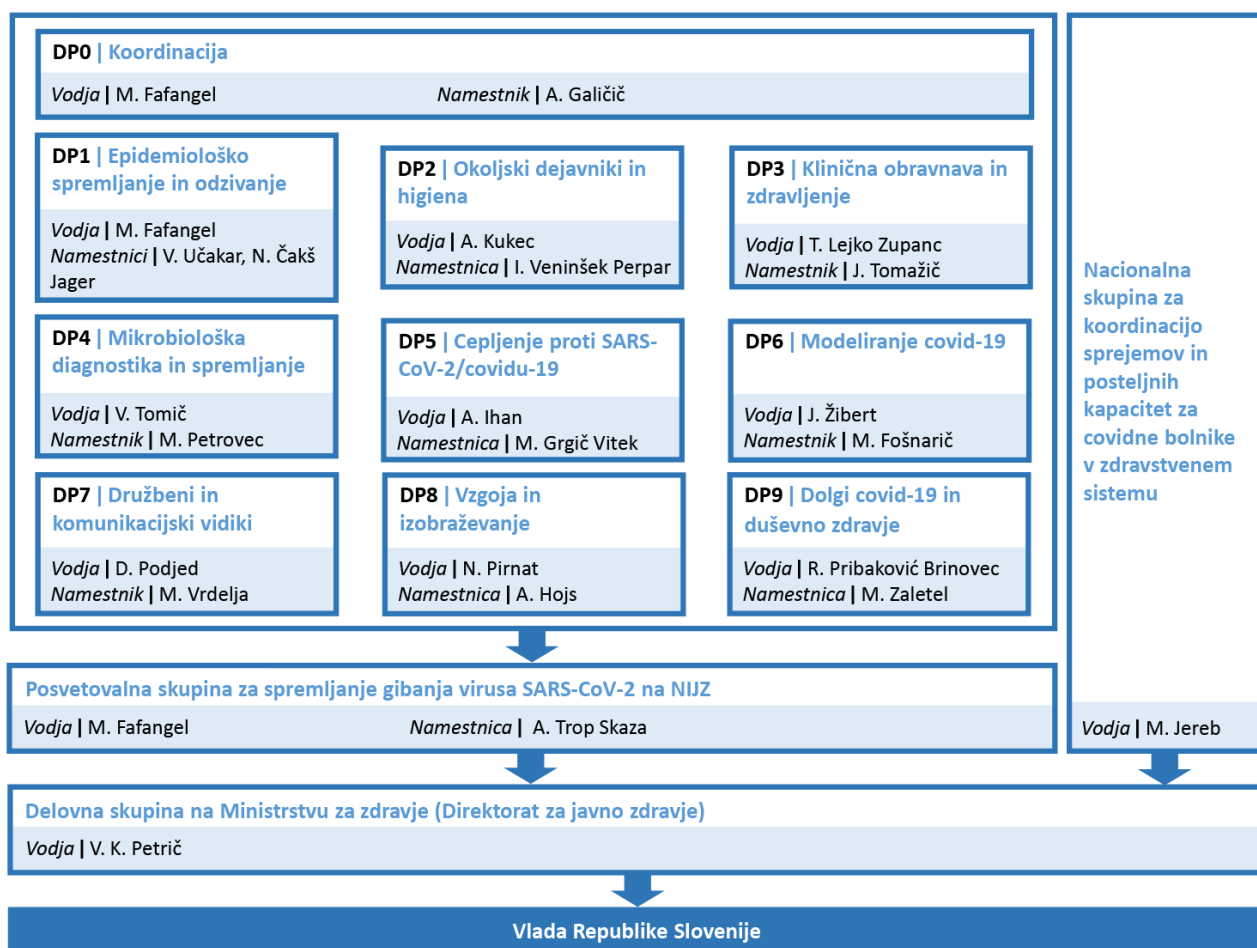 DP0 | Koordinacija
Vodja | M. Fafangel
Namestnik | A. Galičič
DP1 | Epidemiološko
spremljanje in odzivanje
Vodja | M. Fafangel
Namestnici | V. Učakar, N. Čakš
Jager
DP2 | Okoljski dejavniki in
higiena
Vodja | A. Kukec
Namestnica | I. Veninšek Perpar
DP3 | Klinična obravnava in
zdravljenje
Vodja | T. Lejko Zupanc
Namestnik | J. Tomažič
DP4 | Mikrobiološka
diagnostika in spremljanje
Vodja | V. Tomič
Namestnik | M. Petrovec
DP5 | Cepljenje proti SARS-
CoV-2/covidu-19
Vodja | A. Ihan
Namestnica | M. Grgič Vitek
DP6 | Modeliranje covid-19
Vodja | J. Žibert
Namestnik | M. Fošnarič
DP7 | Družbeni in
komunikacijski vidiki
Vodja | D. Podjed
Namestnik | M. Vrdelja
DP8 | Vzgoja in
izobraževanje
Vodja | N. Pirnat
Namestnica | A. Hojs
DP9 | Dolgi covid-19 in
duševno zdravje
Vodja | R. Pribaković Brinovec
Namestnica | M. Zaletel
Nacionalna
skupina za
koordinacijo
sprejemov in
posteljnih
kapacitet za
covidne bolnike
v zdravstvenem
sistemu
Vodja | M. Jereb
Posvetovalna skupina za spremljanje gibanja virusa SARS-CoV-2 na NIJZ
Vodja | M. Fafangel
Namestnica | A. Trop Skaza
Delovna skupina na Ministrstvu za zdravje (Direktorat za javno zdravje)
Vodja | V. K. Petrič
Vlada Republike Slovenije